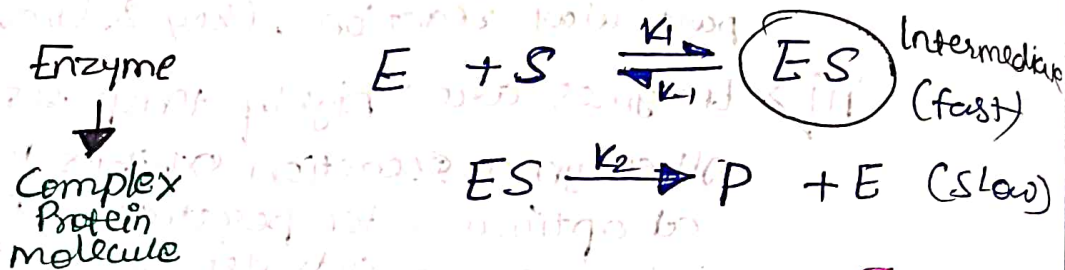 E + S ⇌ ES Intermediate
K1
K-1
(fast)
Enzyme
↓
Complex
Protein
molecule
ES K2 → P + E (Slow)